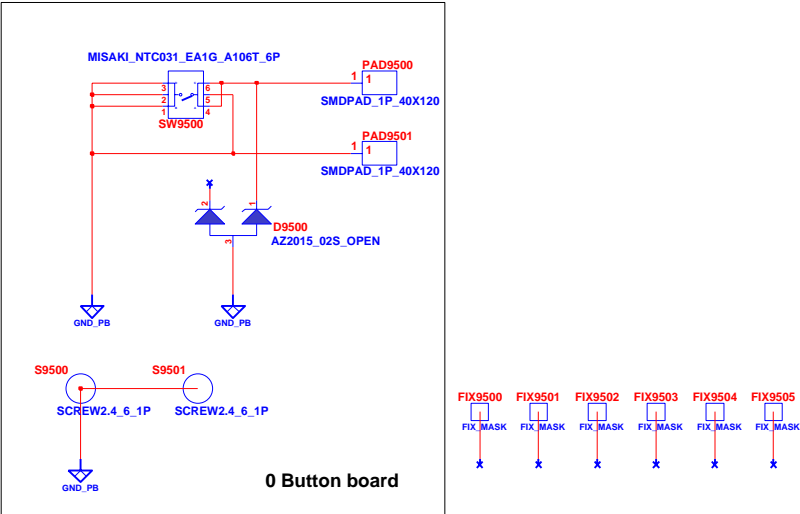 MISAKI_NTC031_EA1G_A106T_6P
3
2
1
6
5
4
SW9500
PAD9500
1 1
SMDPAD_1P_40X120
PAD9501
1 1
SMDPAD_1P_40X120
2
1
3
D9500
AZ2015_02S_OPEN
GND_PB
GND_PB
S9500
S9501
SCREW2.4_6_1P
SCREW2.4_6_1P
GND_PB
0 Button board
FIX9500 FIX9501 FIX9502 FIX9503 FIX9504 FIX9505
FIX_MASK FIX_MASK FIX_MASK FIX_MASK FIX_MASK FIX_MASK